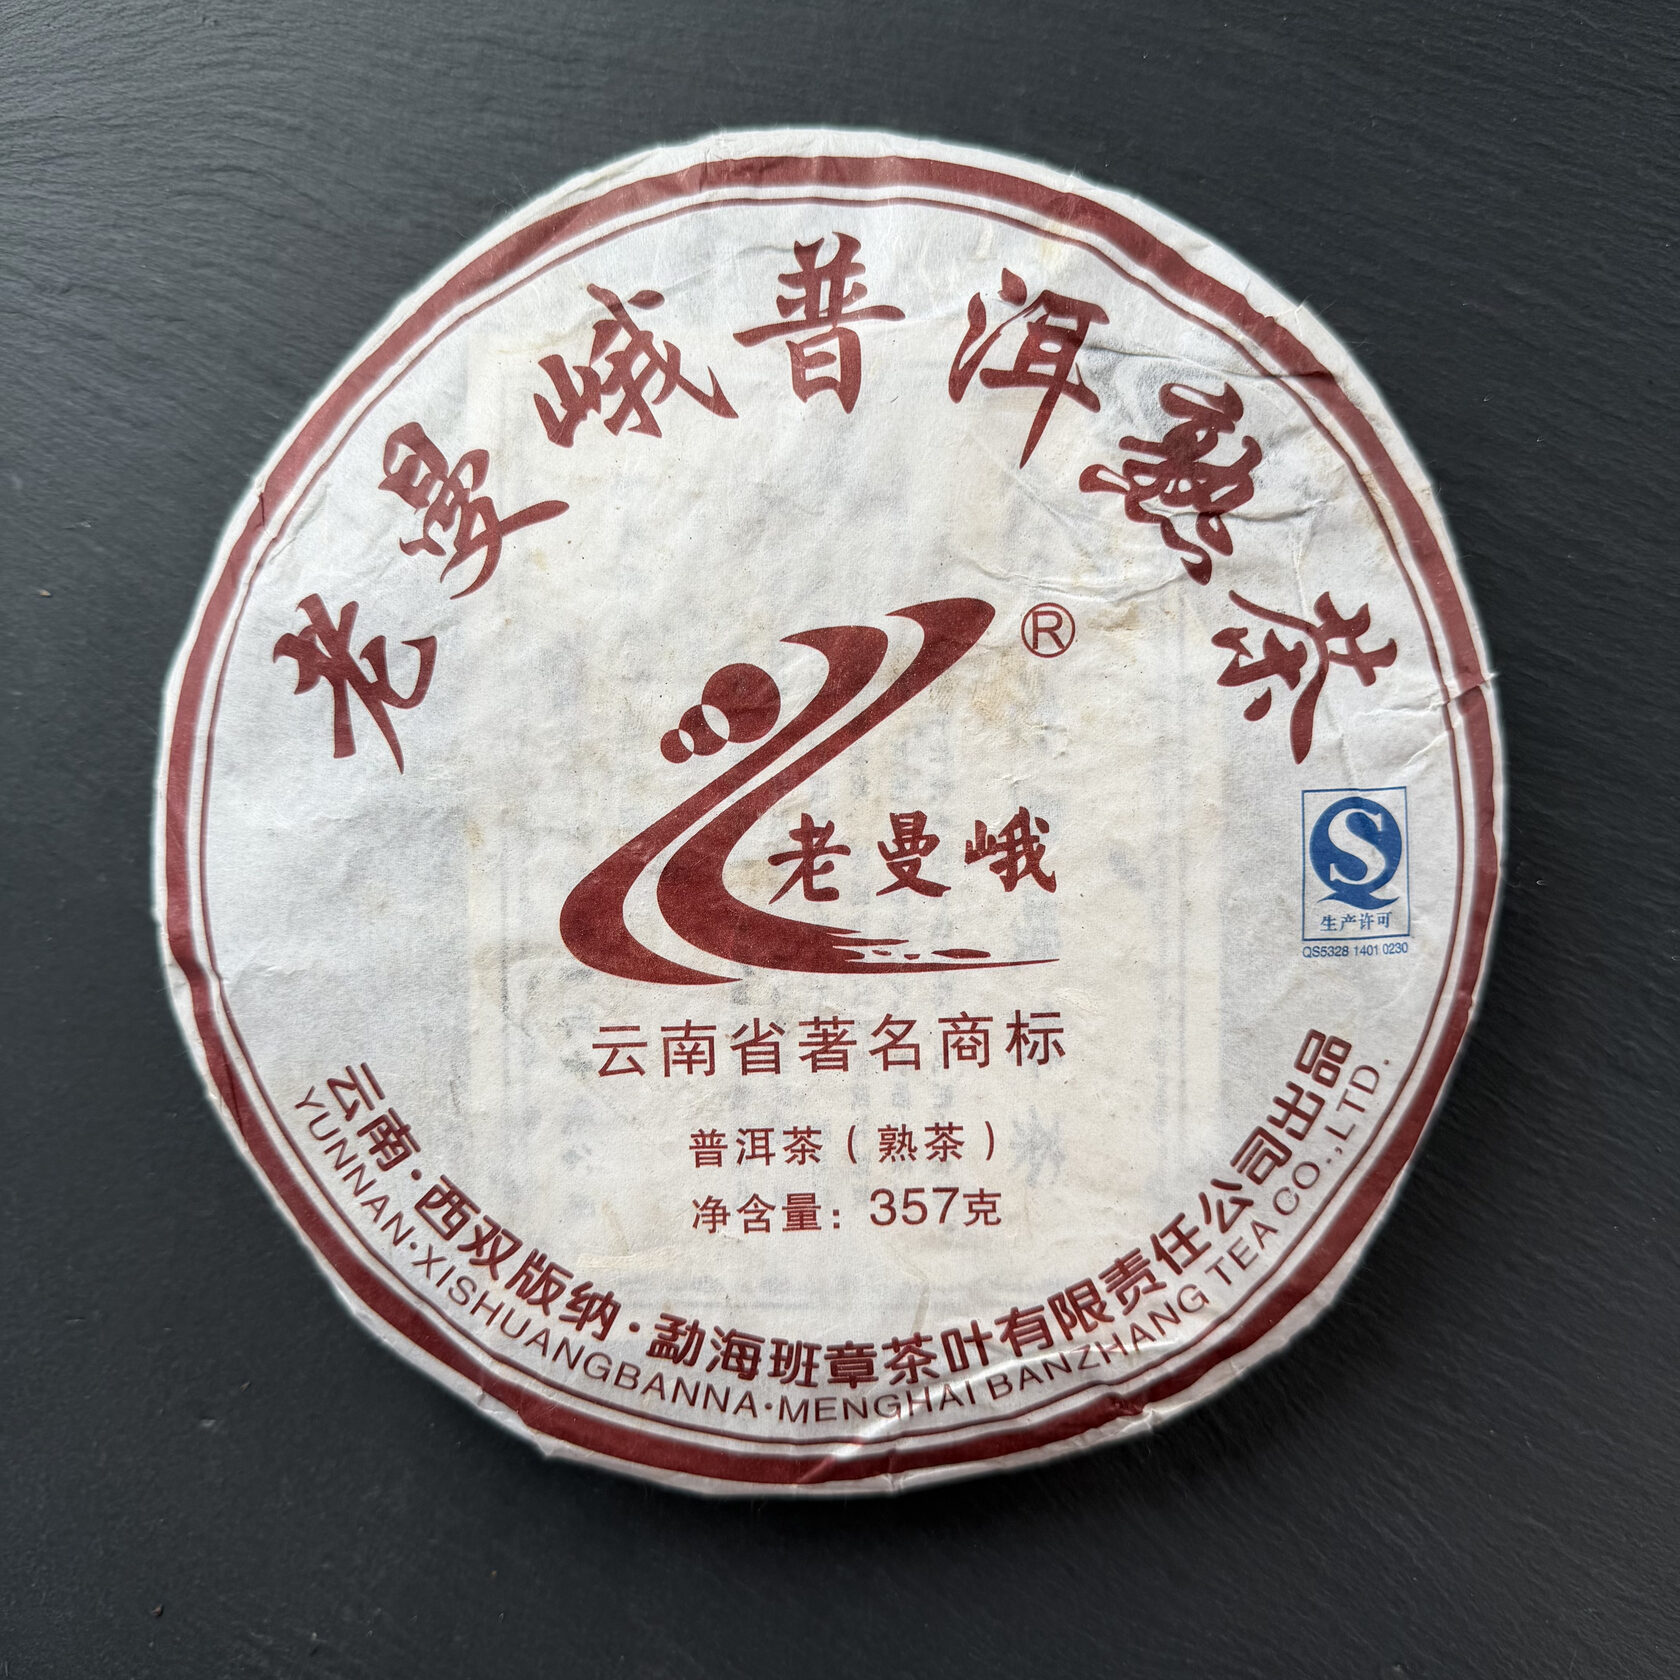 老曼峨普洱熟茶
®
老曼峨
S
生产许可
QS5328 1401 0230
云南省著名商标
普洱茶（熟茶）
净含量：357克
云南·西双版纳·勐海班章茶叶有限责任公司出品
YUNNAN·XISHUANGBANNA·MENGHAI BANZHANG TEA CO.,LTD.